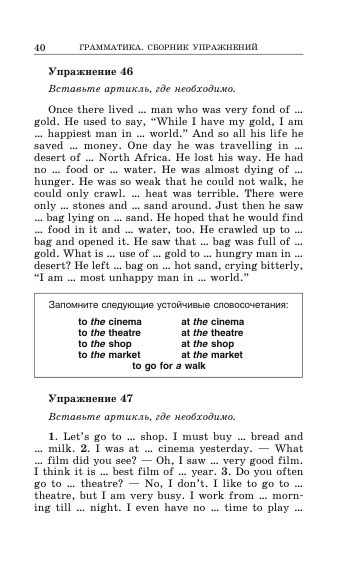 40 ГРАММАТИКА. СБОРНИК УПРАЖНЕНИЙ
Упражнение 46
Вставьте артикль, где необходимо.
Once there lived ... man who was very fond of ...
gold. He used to say, “While I have my gold, I am
... happiest man in ... world.” And so all his life he
saved ... money. One day he was travelling in ...
desert of ... North Africa. He lost his way. He had
no ... food or ... water. He was almost dying of ...
hunger. He was so weak that he could not walk, he
could only crawl. ... heat was terrible. There were
only ... stones and ... sand around. Just then he saw
... bag lying on ... sand. He hoped that he would find
... food in it and ... water, too. He crawled up to ...
bag and opened it. He saw that ... bag was full of ...
gold. What is ... use of ... gold to ... hungry man in ...
desert? He left ... bag on ... hot sand, crying bitterly,
“I am ... most unhappy man in ... world.”
Запомните следующие устойчивые словосочетания:
to the cinema at the cinema
to the theatre at the theatre
to the shop at the shop
to the market at the market
to go for a walk
Упражнение 47
Вставьте артикль, где необходимо.
1. Let’s go to ... shop. I must buy ... bread and
... milk. 2. I was at ... cinema yesterday. — What
... film did you see? — Oh, I saw ... very good film.
I think it is ... best film of ... year. 3. Do you often
go to ... theatre? — No, I don’t. I like to go to ...
theatre, but I am very busy. I work from ... morn-
ing till ... night. I even have no ... time to play ...